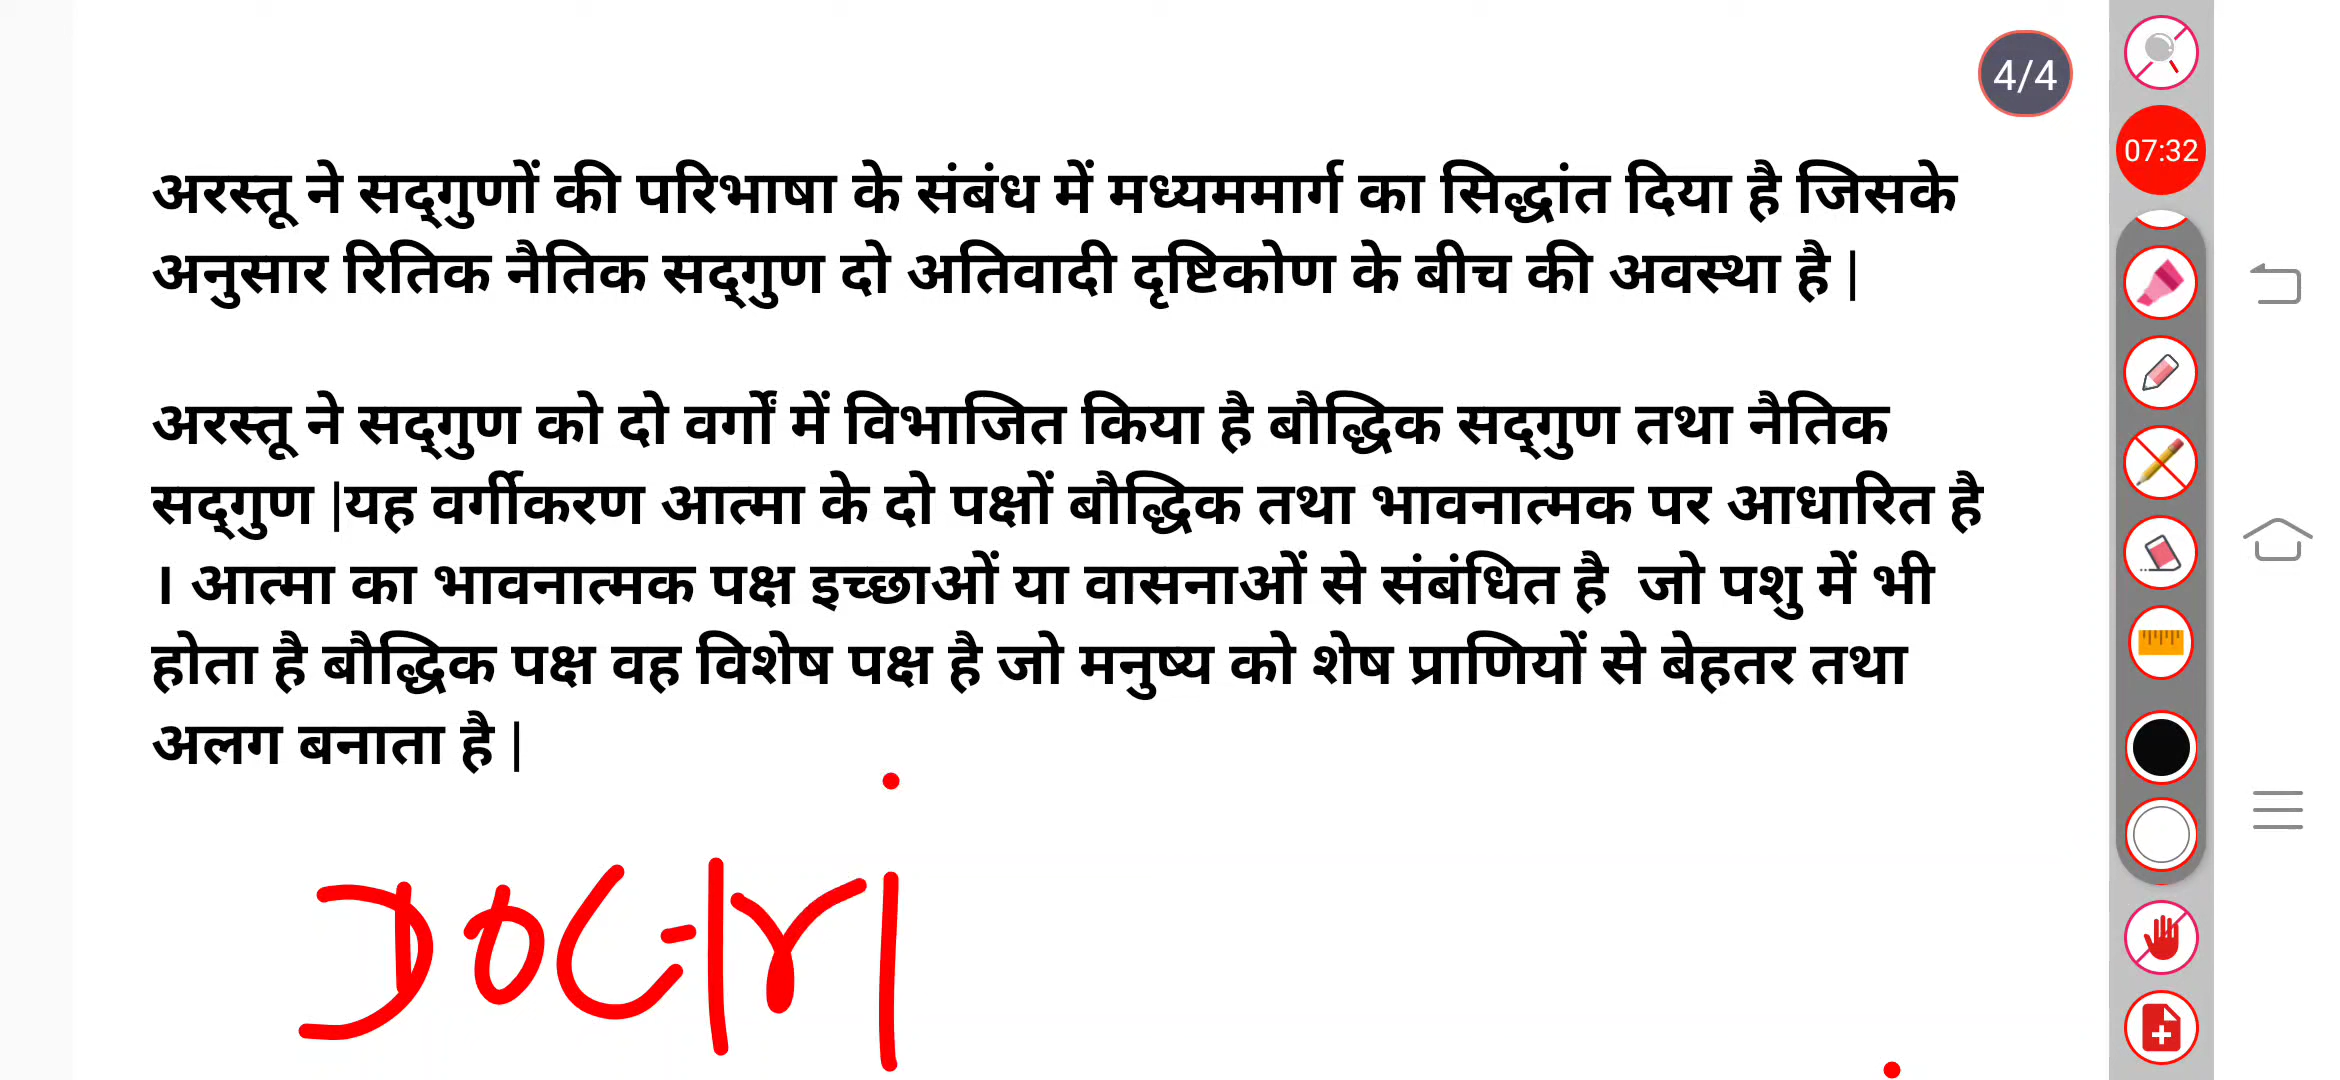 4/4
07:32
अरस्तू ने सद्गुणों की परिभाषा के संबंध में मध्यममार्ग का सिद्धांत दिया है जिसके
अनुसार रितिक नैतिक सद्गुण दो अतिवादी दृष्टिकोण के बीच की अवस्था है |
अरस्तू ने सद्गुण को दो वर्गों में विभाजित किया है बौद्धिक सद्गुण तथा नैतिक
सद्गुण |यह वर्गीकरण आत्मा के दो पक्षों बौद्धिक तथा भावनात्मक पर आधारित है
। आत्मा का भावनात्मक पक्ष इच्छाओं या वासनाओं से संबंधित है जो पशु में भी
होता है बौद्धिक पक्ष वह विशेष पक्ष है जो मनुष्य को शेष प्राणियों से बेहतर तथा
अलग बनाता है |